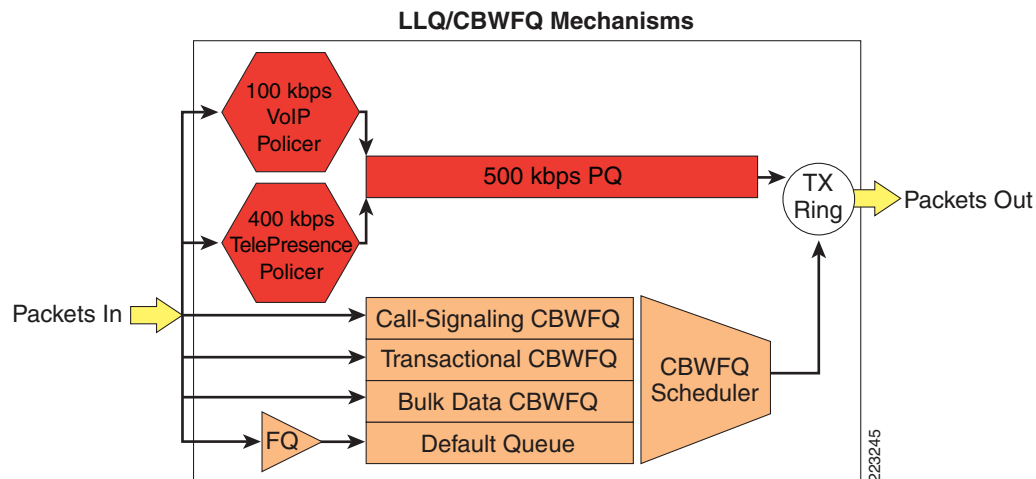 LLQ/CBWFQ Mechanisms
100 kbps
VoIP
Policer
500 kbps PQ
TX
Ring
Packets Out
400 kbps
TelePresence
Policer
Packets In
Call-Signaling CBWFQ
Transactional CBWFQ
CBWFQ
Scheduler
Bulk Data CBWFQ
FQ
Default Queue
223245